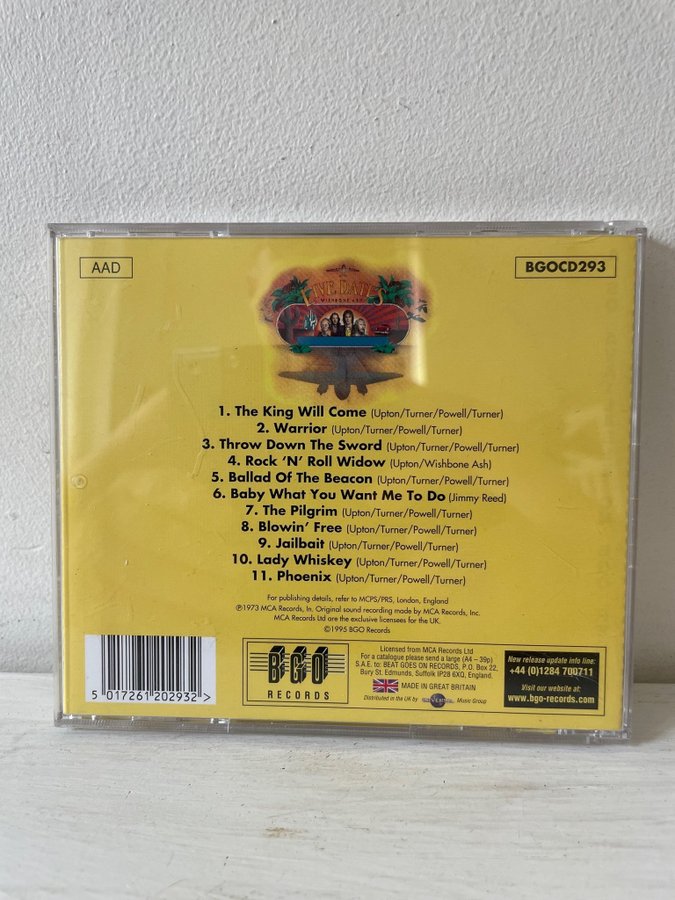 AAD
BGOCD293
LIVE DATES
WISHBONE ASH
1. The King Will Come (Upton/Turner/Powell/Turner)
2. Warrior (Upton/Turner/Powell/Turner)
3. Throw Down The Sword (Upton/Turner/Powell/Turner)
4. Rock 'N' Roll Widow (Upton/Wishbone Ash)
5. Ballad Of The Beacon (Upton/Turner/Powell/Turner)
6. Baby What You Want Me To Do (Jimmy Reed)
7. The Pilgrim (Upton/Turner/Powell/Turner)
8. Blowin' Free (Upton/Turner/Powell/Turner)
9. Jailbait (Upton/Turner/Powell/Turner)
10. Lady Whiskey (Upton/Turner/Powell/Turner)
11. Phoenix (Upton/Turner/Powell/Turner)
For publishing details, refer to MCPS/PRS, London, England
℗1973 MCA Records, In. Original sound recording made by MCA Records, Inc.
MCA Records Ltd are the exclusive licensees for the UK.
©1995 BGO Records
5 017261 202932 >
BGO
RECORDS
Licensed from MCA Records Ltd
For a catalogue please send a large (A4 – 39p)
S.A.E. to: BEAT GOES ON RECORDS, P.O. Box 22,
Bury St. Edmunds, Suffolk IP28 6XQ, England.
MADE IN GREAT BRITAIN
Distributed in the UK by UNIVERSAL Music Group
New release update info line:
+44 (0)1284 700711
Visit our website at:
www.bgo-records.com